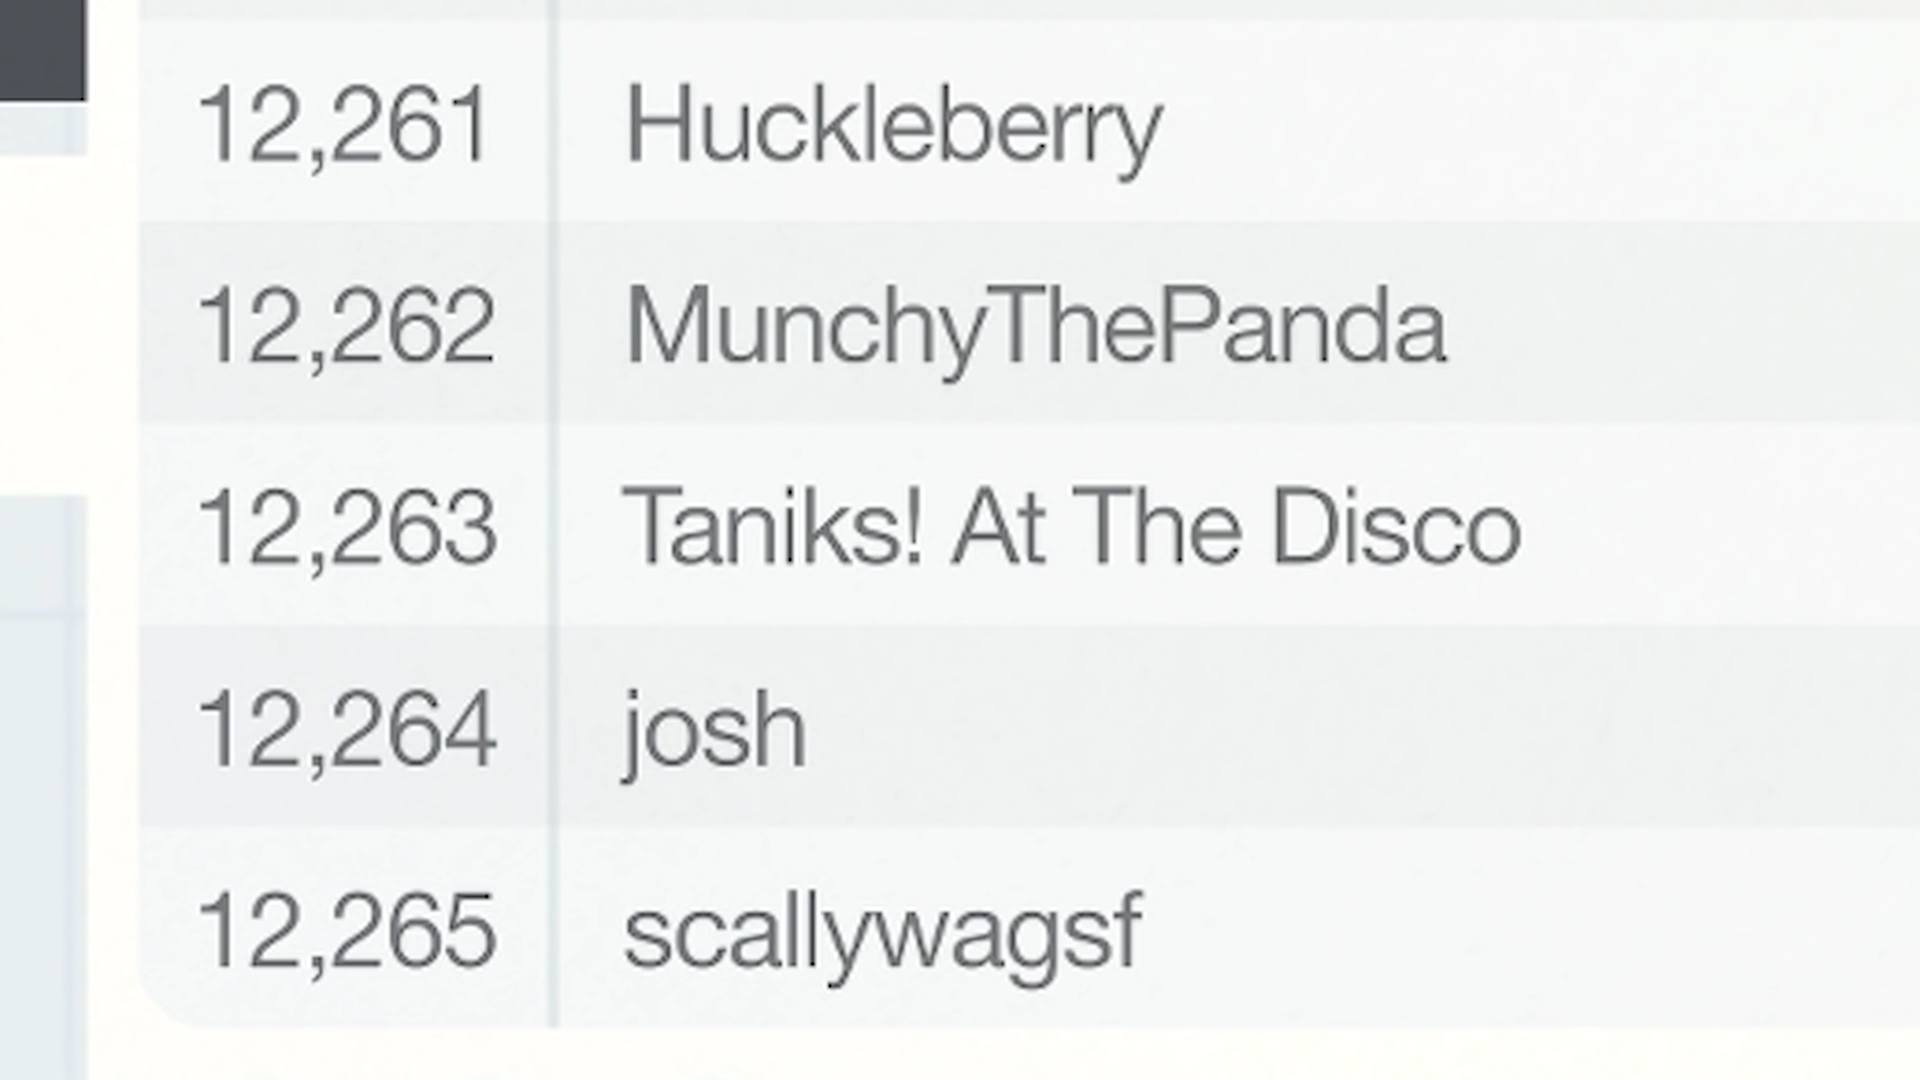 12,261 Huckleberry
12,262 MunchyThePanda
12,263 Taniks! At The Disco
12,264 josh
12,265 scallywagsf